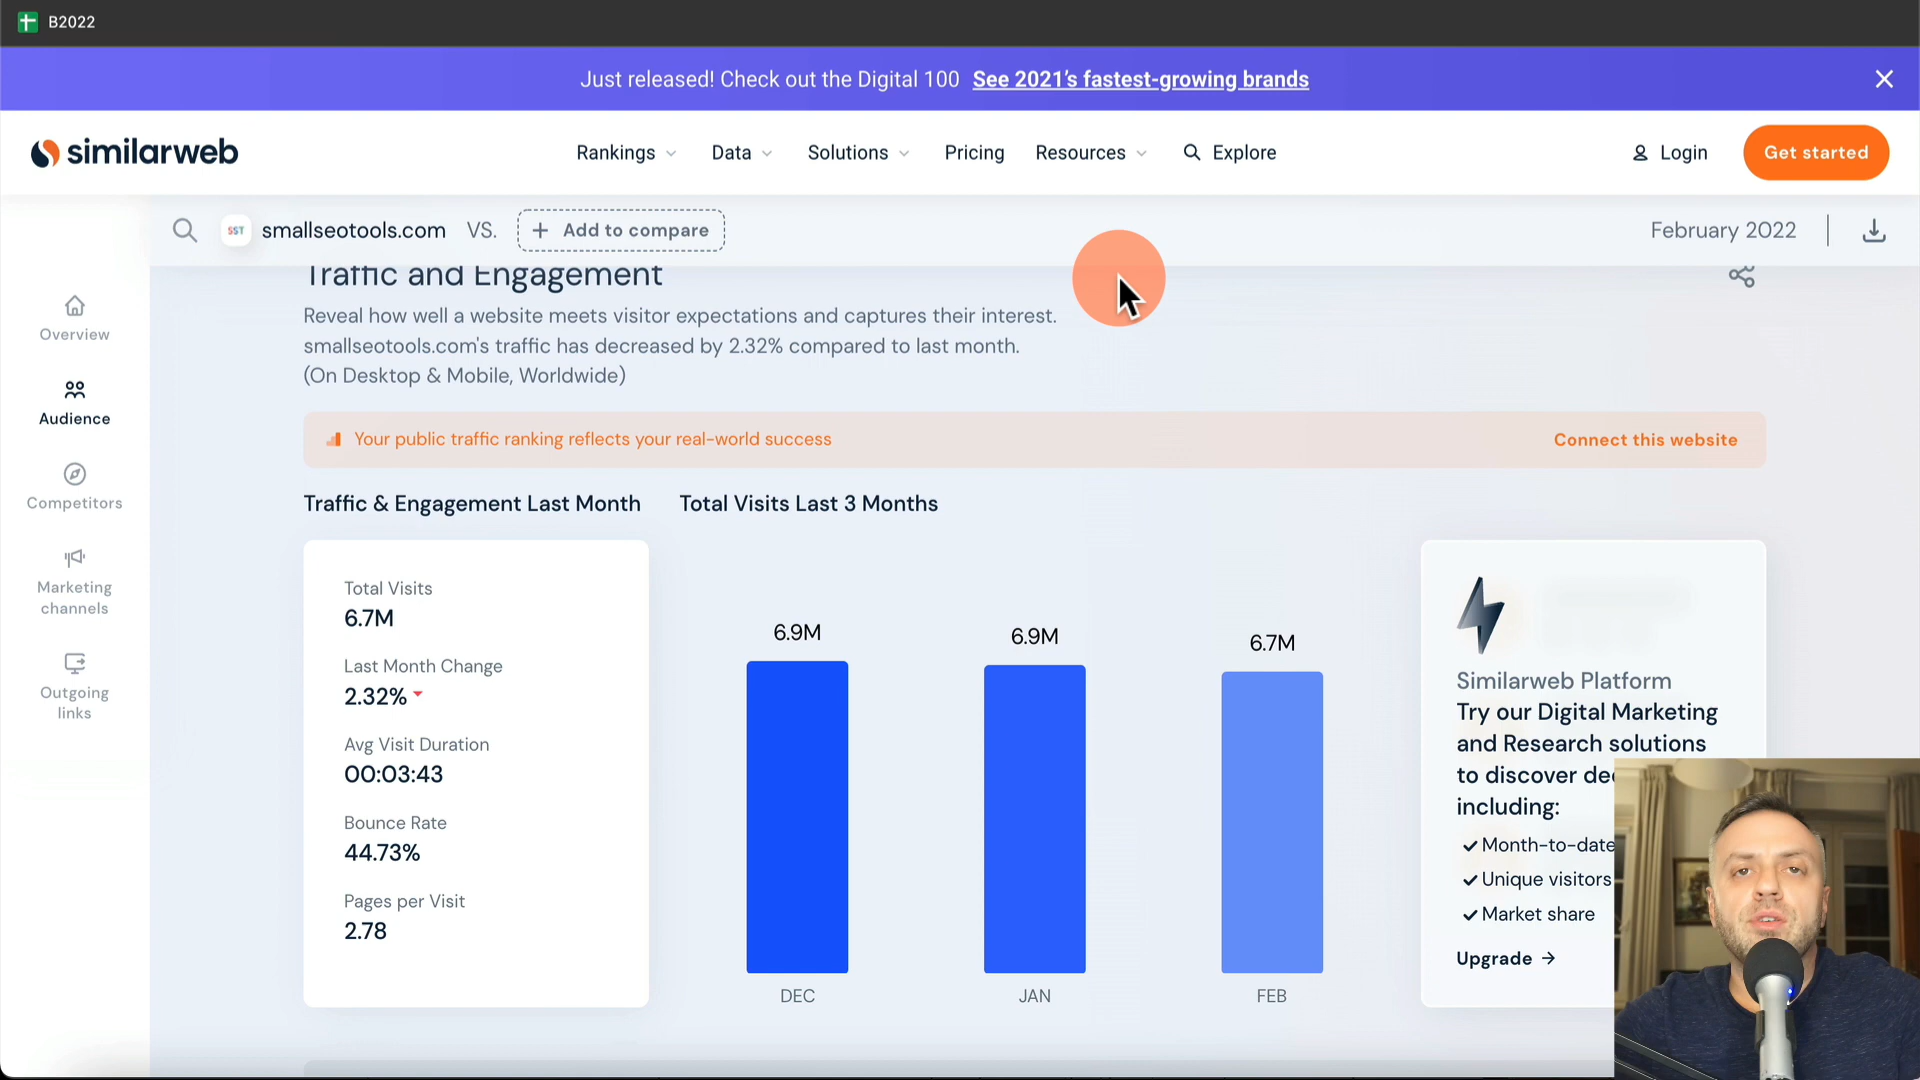 B2022
Just released! Check out the Digital 100 See 2021's fastest-growing brands
similarweb
Rankings
Data
Solutions
Pricing
Resources
Explore
Login
Get started
SST
smallseotools.com VS.
+ Add to compare
February 2022
Traffic and Engagement
Reveal how well a website meets visitor expectations and captures their interest.
smallseotools.com's traffic has decreased by 2.32% compared to last month.
(On Desktop & Mobile, Worldwide)
Overview
Audience
Competitors
Marketing
channels
Outgoing
links
Your public traffic ranking reflects your real-world success
Connect this website
Traffic & Engagement Last Month
Total Visits Last 3 Months
Total Visits
6.7M
Last Month Change
2.32%
Avg Visit Duration
00:03:43
Bounce Rate
44.73%
Pages per Visit
2.78
6.9M
6.9M
6.7M
DEC
JAN
FEB
Similarweb Platform
Try our Digital Marketing
and Research solutions
to discover
including:
Month-to-date
Unique visitors
Market share
Upgrade →